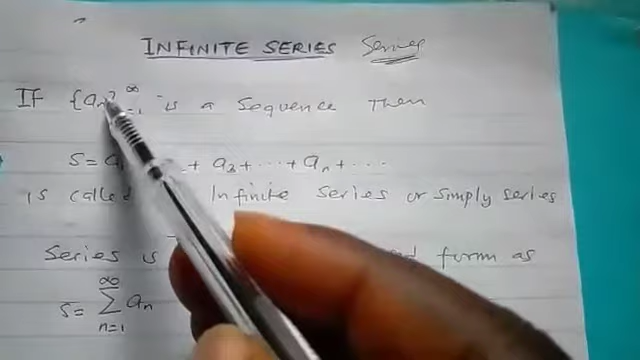 INFINITE SERIES Series
If {an}∞ n=1 is a sequence Then
S = a1 + a3 + ... + an + ...
is called Infinite Series or simply series
Series is form as
S = ∞ ∑ n=1 an